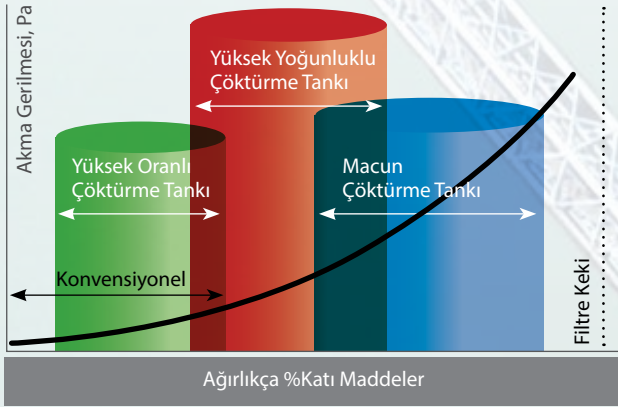 Akma Gerilmesi, Pa
Yüksek Yoğunluklu
Çöktürme Tankı
Yüksek Oranlı
Çöktürme Tankı
Macun
Çöktürme Tankı
Konvensiyonel
Filtre Keki
Ağırlıkça %Katı Maddeler